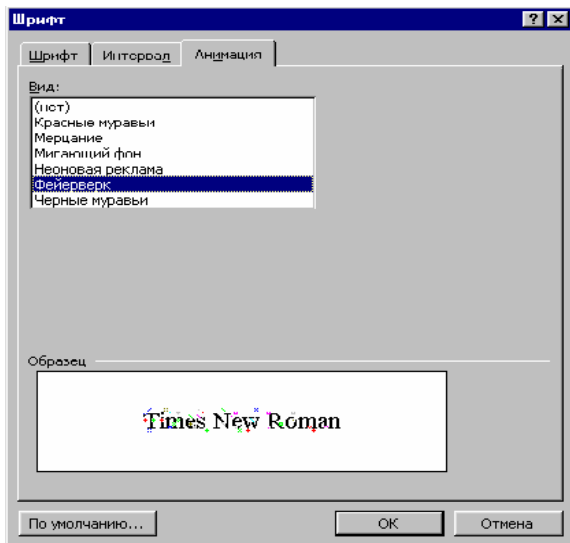 Шрифт
Шрифт Интервал Анимация
Вид:
(нет)
Красные муравьи
Мерцание
Мигающий фон
Неоновая реклама
Фейерверк
Черные муравьи
Образец
Times New Roman
По умолчанию... ОК Отмена